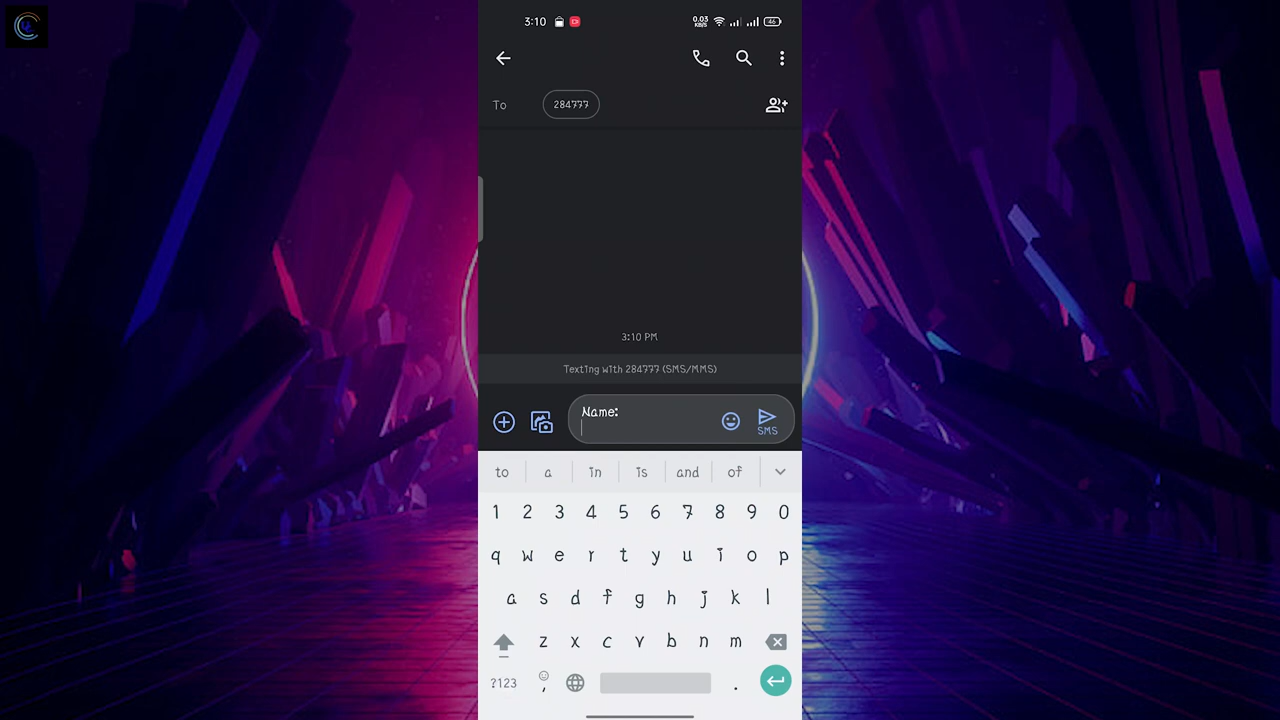 3:10
0.03
KB/S
46
To
284777
3:10 PM
Texting with 284777 (SMS/MMS)
Name:
SMS
to a in is and of
1 2 3 4 5 6 7 8 9 0
q w e r t y u i o p
a s d f g h j k l
z x c v b n m
?123 , .